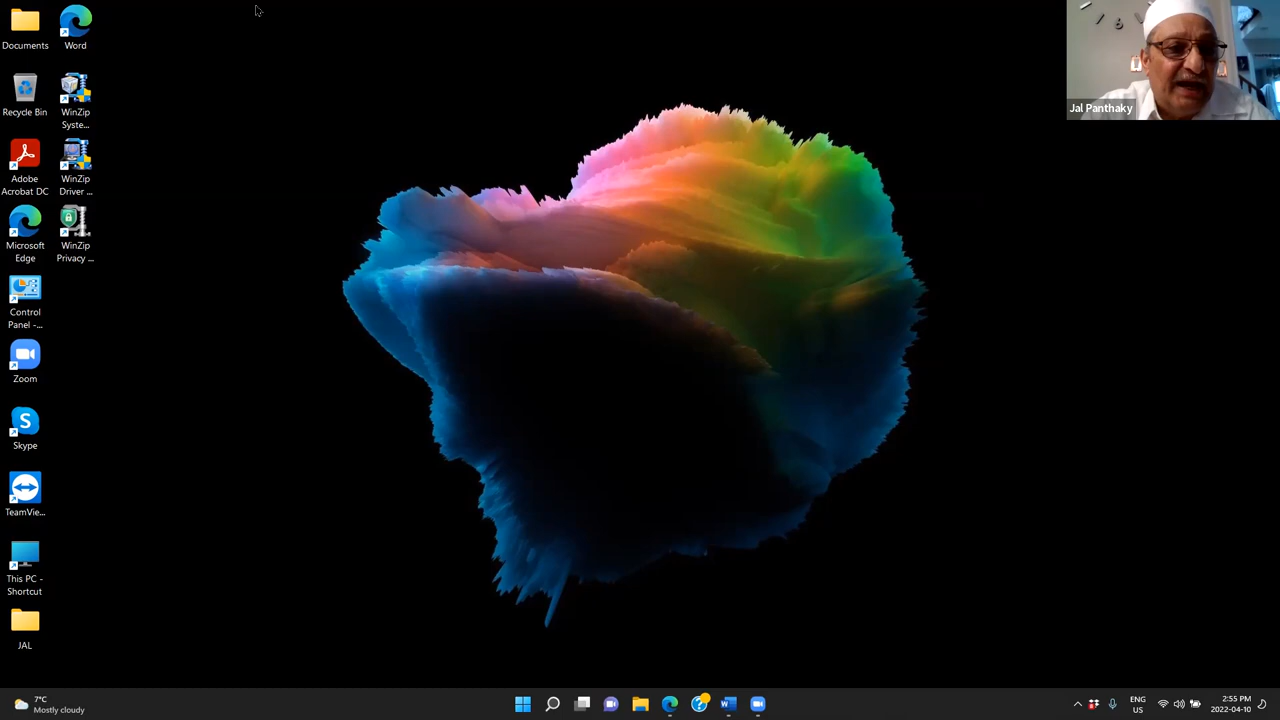 Documents
Word
Recycle Bin
WinZip
Syste...
Adobe
Acrobat DC
WinZip
Driver ...
Microsoft
Edge
WinZip
Privacy ...
Control
Panel -...
Zoom
S
Skype
TeamVie...
This PC -
Shortcut
JAL
Jal Panthaky
7°C
Mostly cloudy
ENG
US
2:55 PM
2022-04-10